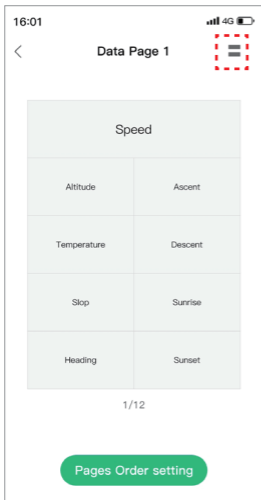 16:01 4G
Data Page 1
Speed
Altitude Ascent
Temperature Descent
Slop Sunrise
Heading Sunset
1/12
Pages Order setting